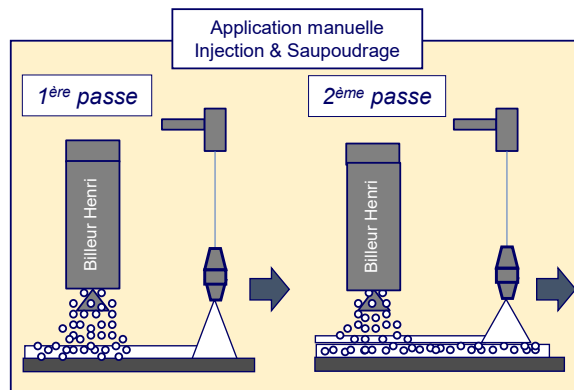 Application manuelle
Injection & Saupoudrage
1ère passe
2ème passe
Billeur Henri
Billeur Henri